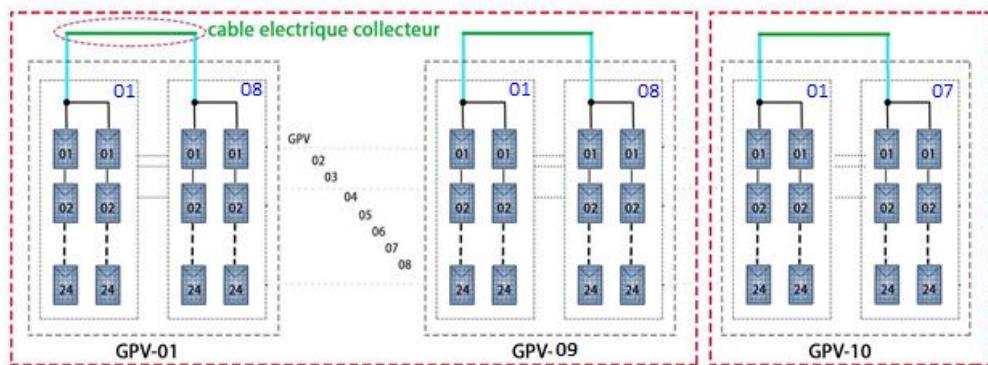 cable electrique collecteur
01 08 01 08 01 07
GPV
01 01 01 01 01 01 01 01 01 01 01 01
02
03
02 02 02 02 02 02 02 02 02 02 02 02
04
05
06
07
08
24 24 24 24 24 24 24 24 24 24 24 24
GPV-01 GPV-09 GPV-10